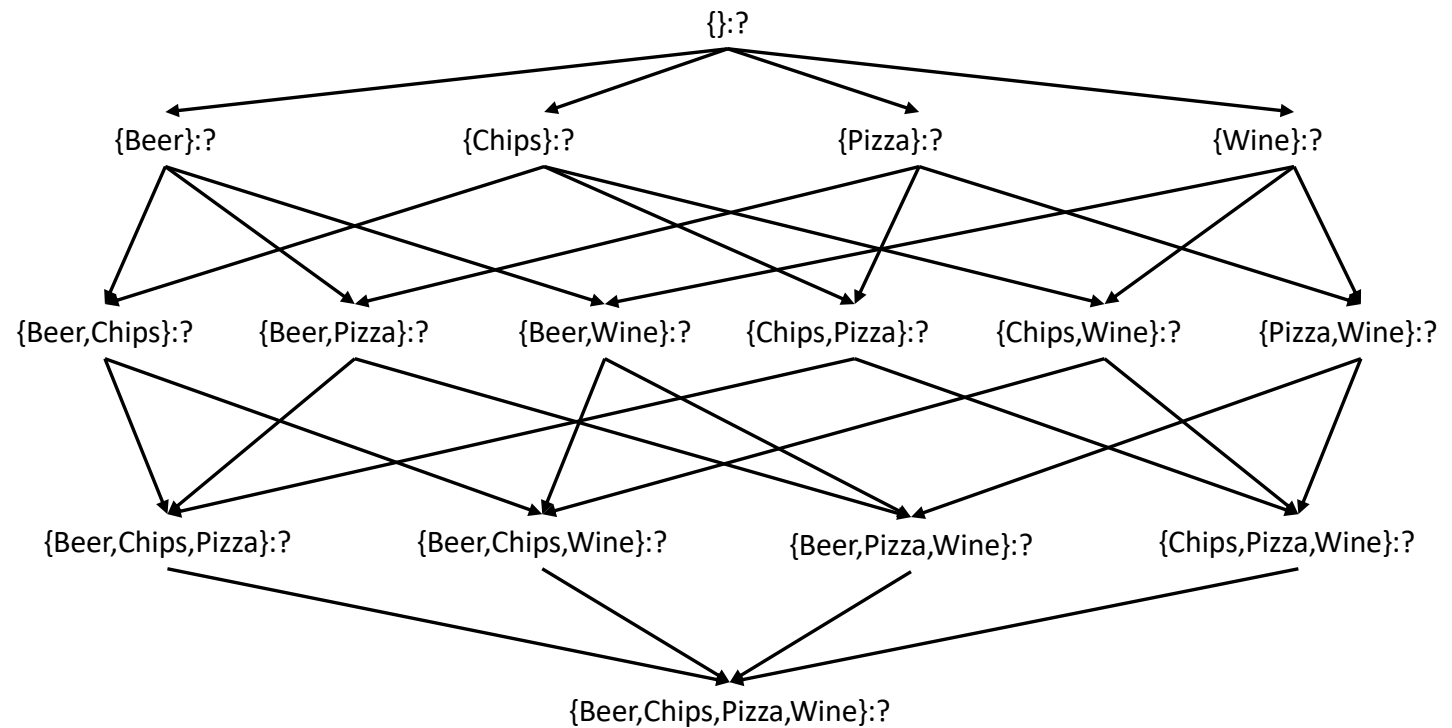 {}:?
{Beer}:? {Chips}:? {Pizza}:? {Wine}:?
{Beer,Chips}:? {Beer,Pizza}:? {Beer,Wine}:? {Chips,Pizza}:? {Chips,Wine}:? {Pizza,Wine}:?
{Beer,Chips,Pizza}:? {Beer,Chips,Wine}:? {Beer,Pizza,Wine}:? {Chips,Pizza,Wine}:?
{Beer,Chips,Pizza,Wine}:?